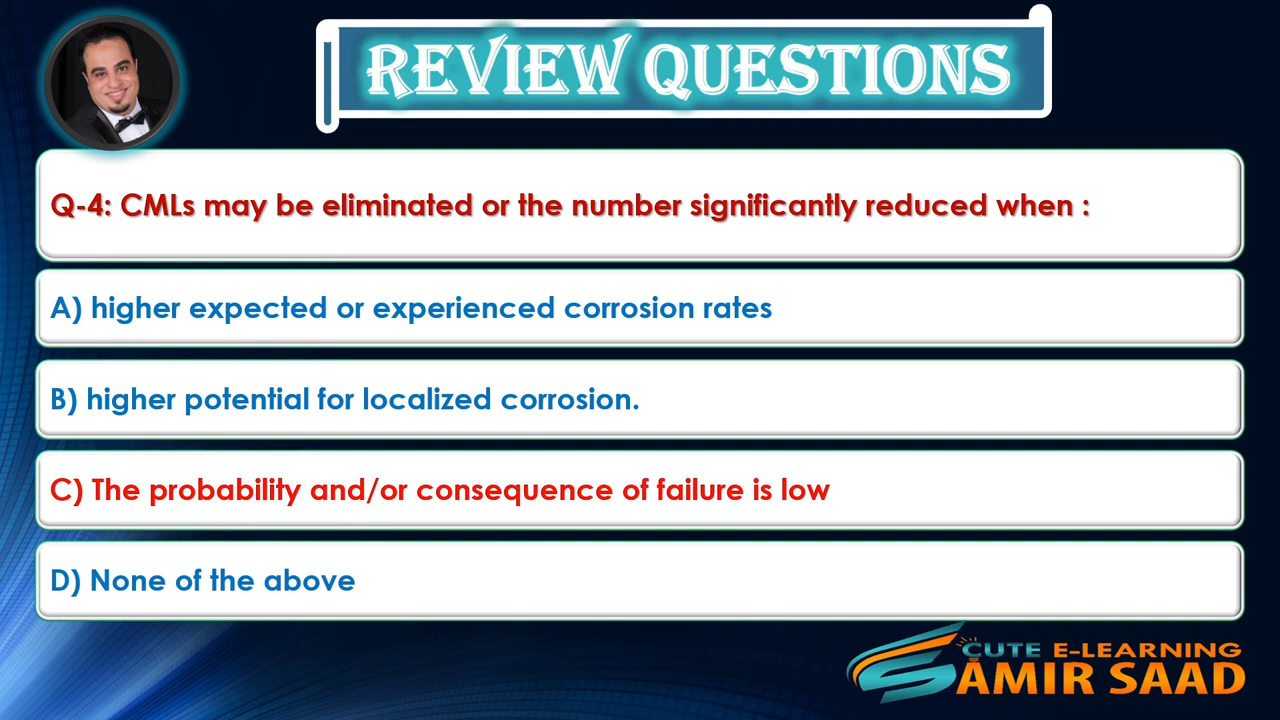 REVIEW QUESTIONS
Q-4: CMLs may be eliminated or the number significantly reduced when :
A) higher expected or experienced corrosion rates
B) higher potential for localized corrosion.
C) The probability and/or consequence of failure is low
D) None of the above
CUTE E-LEARNING
AMIR SAAD